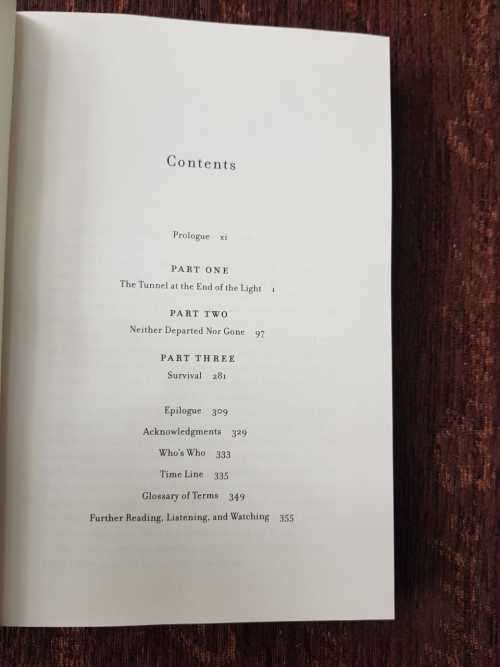 Contents
Prologue xi
PART ONE
The Tunnel at the End of the Light 1
PART TWO
Neither Departed Nor Gone 97
PART THREE
Survival 281
Epilogue 309
Acknowledgments 329
Who's Who 333
Time Line 335
Glossary of Terms 349
Further Reading, Listening, and Watching 355